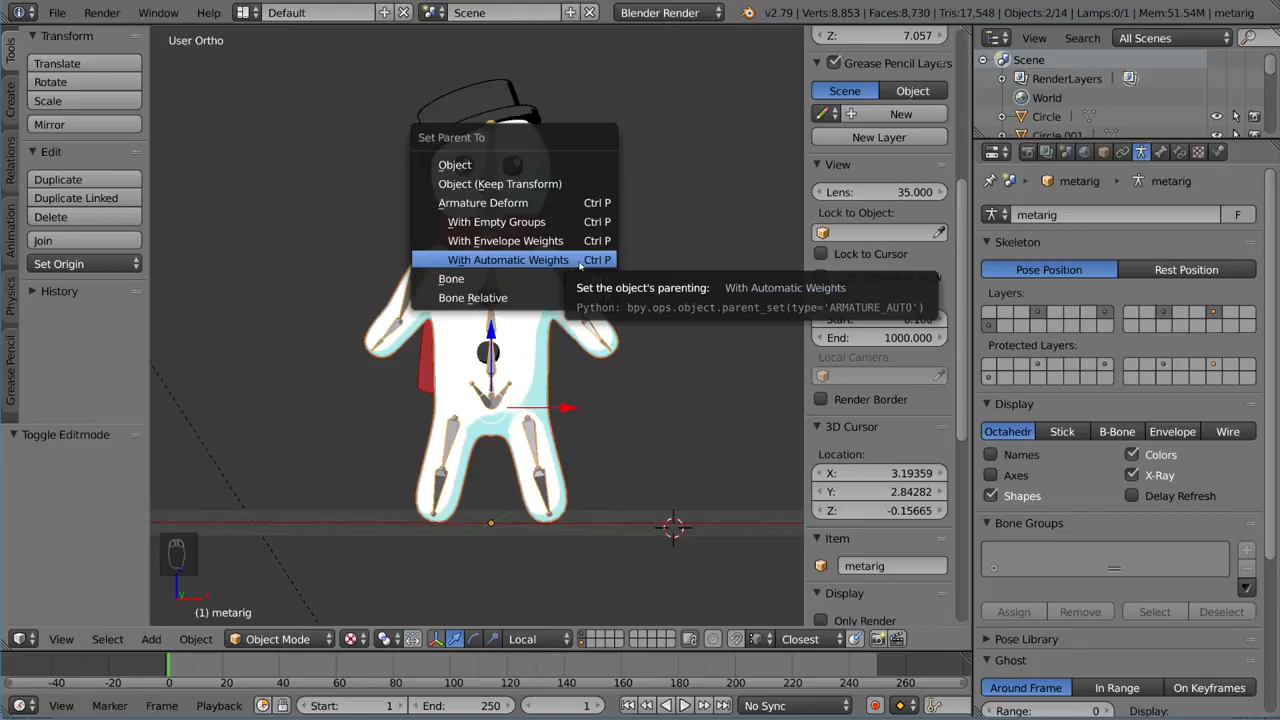 File Render Window Help Default Scene Blender Render v2.79 | Verts:8,853 | Faces:8,730 | Tris:17,548 | Objects:2/14 | Lamps:0/1 | Mem:51.54M | metarig
Tools
Create
Relations
Animation
Physics
Grease Pencil
Transform
Translate
Rotate
Scale
Mirror
Edit
Duplicate
Duplicate Linked
Delete
Join
Set Origin
History
Toggle Editmode
User Ortho
Set Parent To
Object
Object (Keep Transform)
Armature Deform Ctrl P
With Empty Groups Ctrl P
With Envelope Weights Ctrl P
With Automatic Weights Ctrl P
Bone
Bone Relative
Set the object's parenting: With Automatic Weights
Python: bpy.ops.object.parent_set(type='ARMATURE_AUTO')
(1) metarig
Z: 7.057
Grease Pencil Layers
Scene Object
New
New Layer
View
Lens: 35.000
Lock to Object:
Lock to Cursor
End: 1000.000
Local Camera:
Render Border
3D Cursor
Location:
X: 3.19359
Y: 2.84282
Z: -0.15665
Item
metarig
Display
Only Render
View Search All Scenes
Scene
RenderLayers
World
Circle
Circle.001
metarig metarig
metarig F
Skeleton
Pose Position Rest Position
Layers:
Protected Layers:
Display
Octahedr Stick B-Bone Envelope Wire
Names Colors
Axes X-Ray
Shapes Delay Refresh
Bone Groups
Assign Remove Select Deselect
Pose Library
Ghost
Around Frame In Range On Keyframes
Range: 0 Display:
View Select Add Object Object Mode Local Closest
-40 -20 0 20 40 60 80 100 120 140 160 180 200 220 240 260
View Marker Frame Playback Start: 1 End: 250 1 No Sync